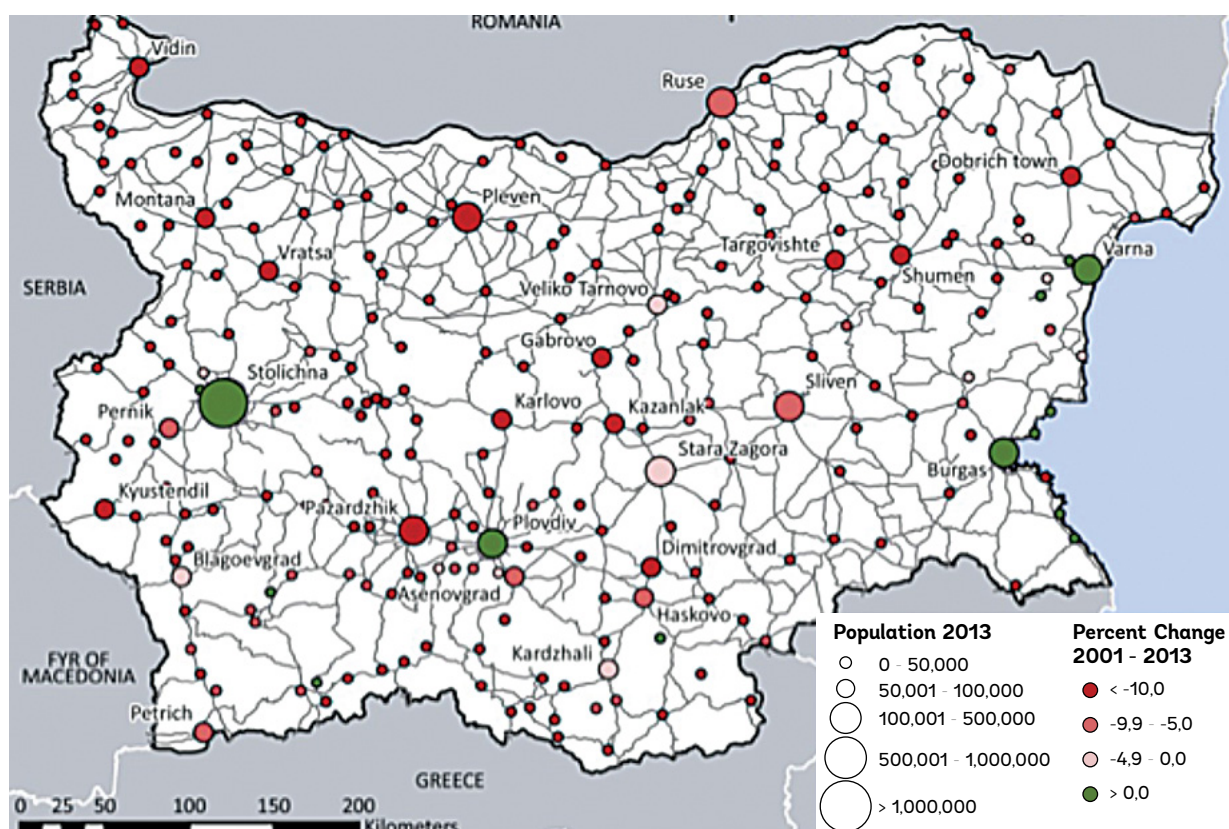 ROMANIA
Vidin
Ruse
Dobrich town
Montana
Pleven
Vratsa
Targovishte
Varna
Shumen
SERBIA
Veliko Tarnovo
Gabrovo
Stolichna
Sliven
Pernik
Karlovo
Kazanlak
Stara Zagora
Burgas
Kyustendil
Pazardzhik
Plovdiv
Dimitrovgrad
Blagoevgrad
Asenovgrad
Haskovo
Kardzhali
FYR OF
MACEDONIA
Petrich
GREECE
0 25 50 100 150 200
Kilometers
Population 2013
0 - 50,000
50,001 - 100,000
100,001 - 500,000
500,001 - 1,000,000
> 1,000,000
Percent Change
2001 - 2013
< -10,0
-9,9 - -5,0
-4,9 - 0,0
> 0,0